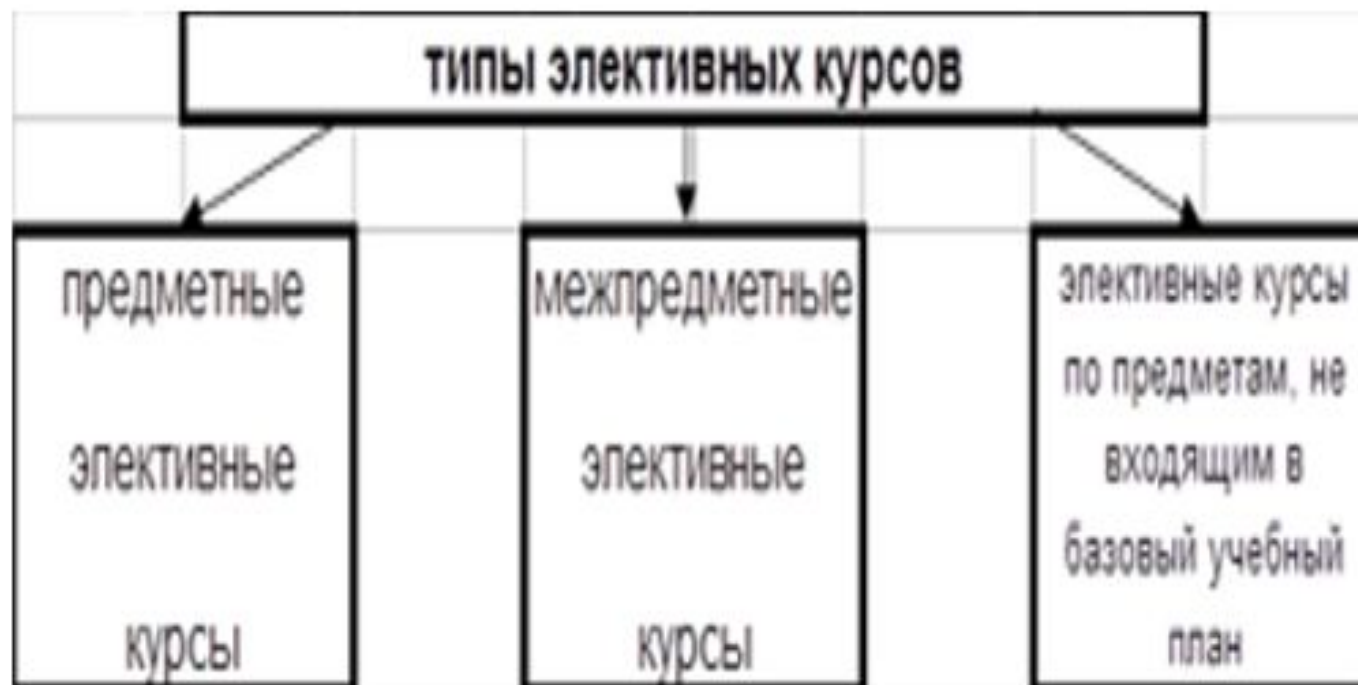 типы элективных курсов
предметные
элективные
курсы
межпредметные
элективные
курсы
элективные курсы
по предметам, не
входящим в
базовый учебный
план